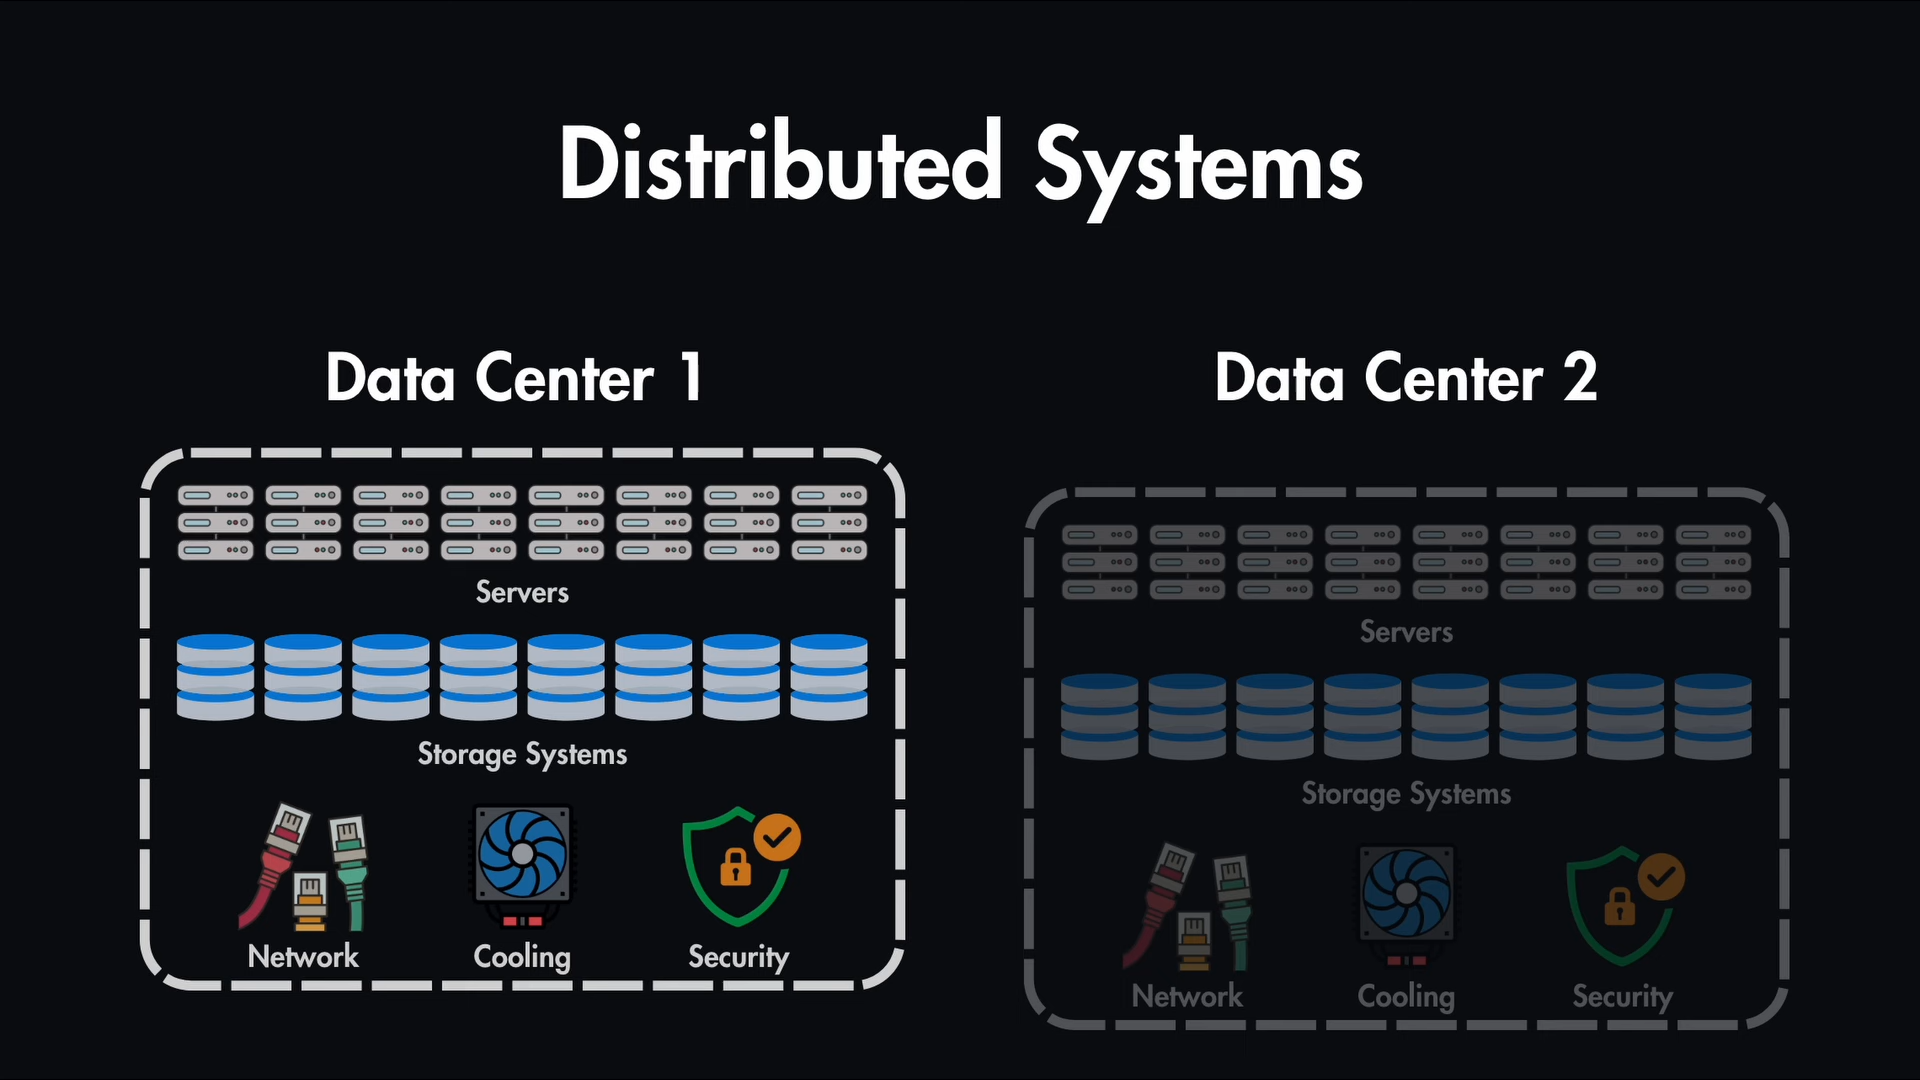 Distributed Systems
Data Center 1
Servers
Storage Systems
Network
Cooling
Security
Data Center 2
Servers
Storage Systems
Network
Cooling
Security